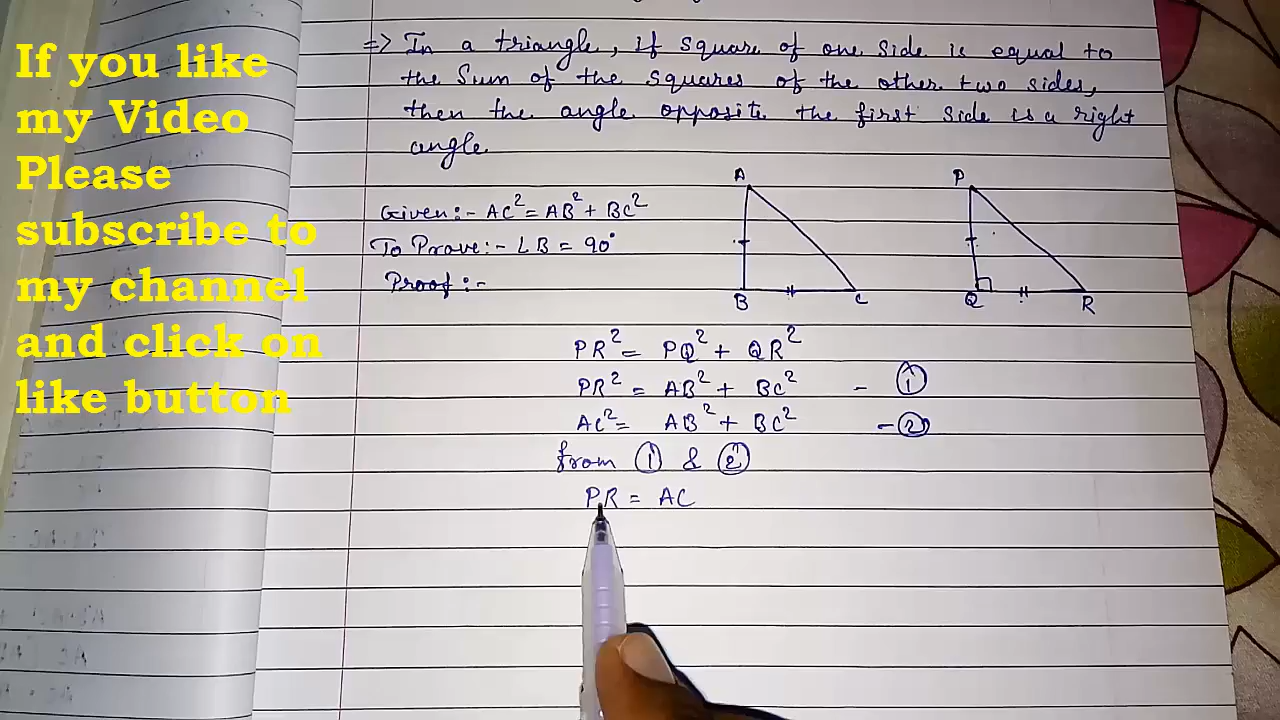 If you like
my Video
Please
subscribe to
my channel
and click on
like button
=> In a triangle, if square of one side is equal to
the sum of the squares of the other two sides,
then the angle opposite the first side is a right
angle.
Given :- AC² = AB² + BC²
To Prove :- ∠B = 90°
Proof :-
A
B
C
P
Q
R
PR² = PQ² + QR²
PR² = AB² + BC² - ①
AC² = AB² + BC² - ②
from ① & ②
PR = AC